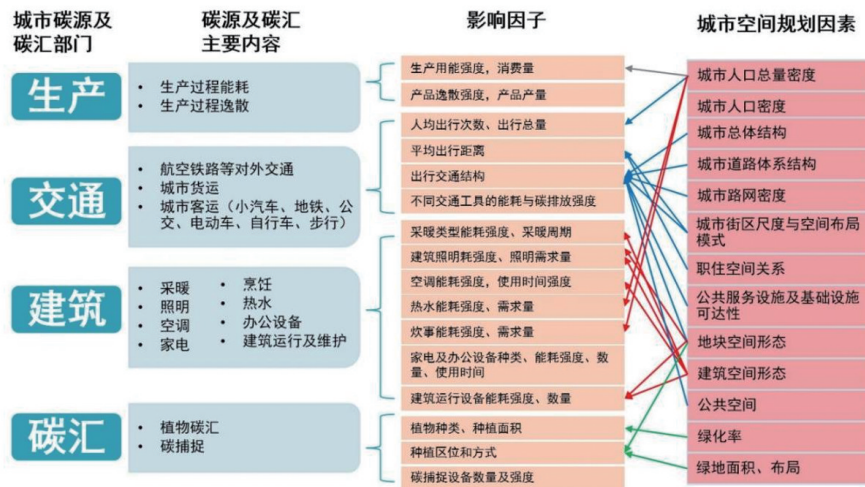 城市碳源及
碳汇部门
碳源及碳汇
主要内容
影响因子
城市空间规划因素
生产
• 生产过程能耗
• 生产过程逸散
交通
• 航空铁路等对外交通
• 城市货运
• 城市客运（小汽车、地铁、公
交、电动车、自行车、步行）
建筑
• 采暖
• 照明
• 空调
• 家电
• 烹饪
• 热水
• 办公设备
• 建筑运行及维护
碳汇
• 植物碳汇
• 碳捕捉
生产用能强度，消费量
产品逸散强度，产品产量
人均出行次数、出行总量
平均出行距离
出行交通结构
不同交通工具的能耗与碳排放强度
采暖类型能耗强度、采暖周期
建筑照明耗强度、照明需求量
空调能耗强度，使用时间强度
热水能耗强度、需求量
炊事能耗强度、需求量
家电及办公设备种类、能耗强度、数
量、使用时间
建筑运行设备能耗强度、数量
植物种类、种植面积
种植区位和方式
碳捕捉设备数量及强度
城市人口总量密度
城市人口密度
城市总体结构
城市道路体系结构
城市路网密度
城市街区尺度与空间布局
模式
职住空间关系
公共服务设施及基础设施
可达性
地块空间形态
建筑空间形态
公共空间
绿化率
绿地面积、布局